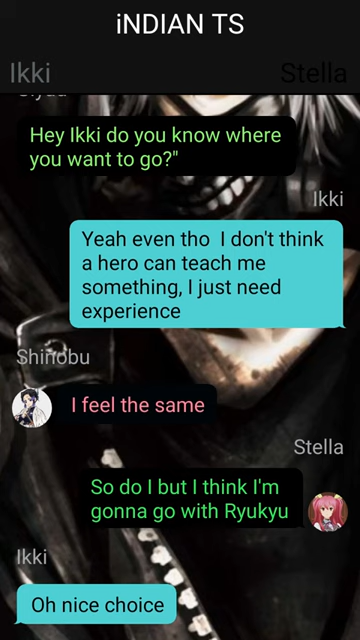 iNDIAN TS
Ikki
Stella
Hey Ikki do you know where
you want to go?"
Ikki
Yeah even tho I don't think
a hero can teach me
something, I just need
experience
Shinobu
I feel the same
Stella
So do I but I think I'm
gonna go with Ryukyu
Ikki
Oh nice choice